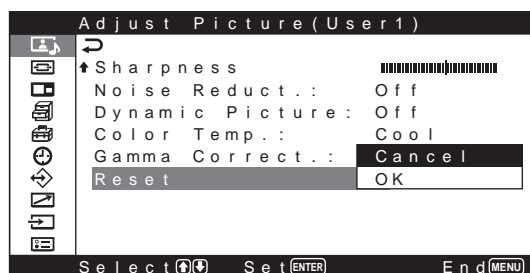 Adjust Picture(User1)
Sharpness
Noise Reduct.: Off
Dynamic Picture: Off
Color Temp.: Cool
Gamma Correct.: Cancel
Reset OK
Select Set ENTER End MENU